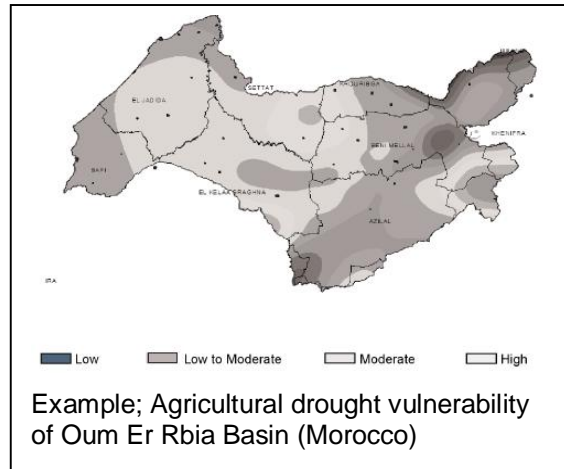 SETTAT
KHOURIBGA
EL JADIDA
KHENIFRA
BENI MELLAL
SAFI
EL KELAA SRAGHNA
AZILAL
IRA
Low
Low to Moderate
Moderate
High
Example; Agricultural drought vulnerability
of Oum Er Rbia Basin (Morocco)